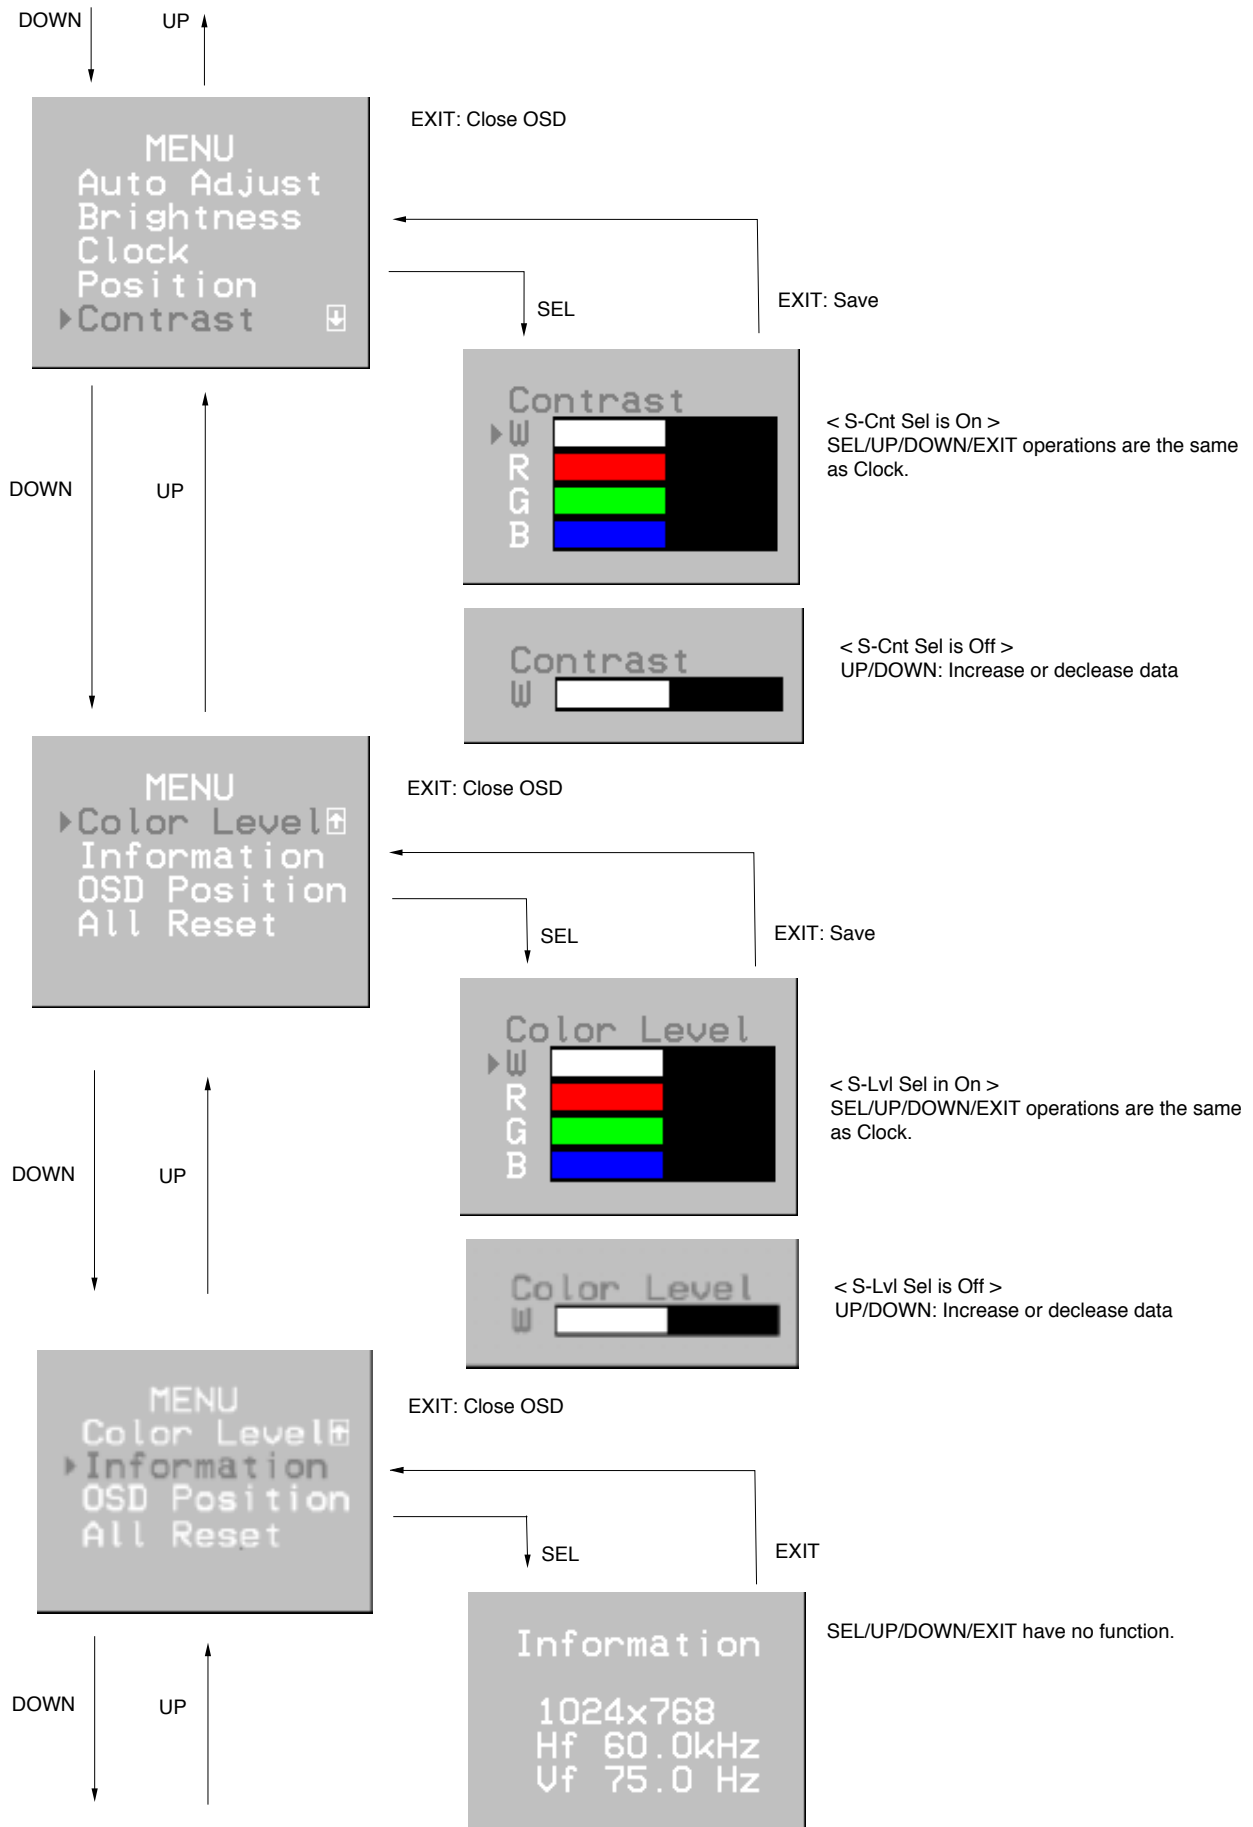 DOWN
UP
EXIT: Close OSD
MENU
Auto Adjust
Brightness
Clock
Position
Contrast
SEL
EXIT: Save
Contrast
W
R
G
B
< S-Cnt Sel is On >
SEL/UP/DOWN/EXIT operations are the same
as Clock.
DOWN
UP
Contrast
W
< S-Cnt Sel is Off >
UP/DOWN: Increase or declease data
MENU
Color Level
Information
OSD Position
All Reset
EXIT: Close OSD
SEL
EXIT: Save
Color Level
W
R
G
B
< S-Lvl Sel in On >
SEL/UP/DOWN/EXIT operations are the same
as Clock.
DOWN
UP
Color Level
W
< S-Lvl Sel is Off >
UP/DOWN: Increase or declease data
MENU
Color Level
Information
OSD Position
All Reset
EXIT: Close OSD
SEL
EXIT
Information
1024x768
Hf 60.0kHz
Vf 75.0 Hz
SEL/UP/DOWN/EXIT have no function.
DOWN
UP